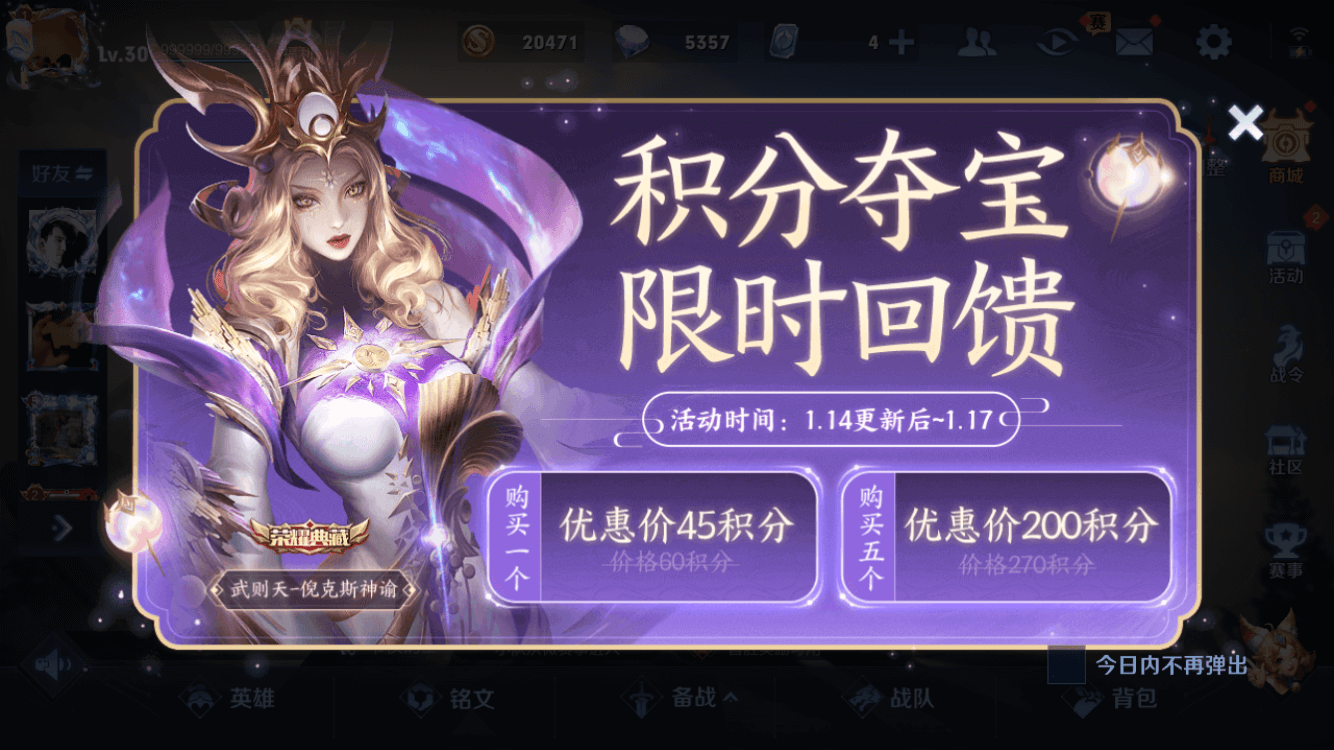 Lv.30
20471
5357
4
赛
好友
积分夺宝
限时回馈
活动时间：1.14更新后~1.17
购买一个
优惠价45积分
价格60积分
购买五个
优惠价200积分
价格270积分
荣耀典藏
武则天-倪克斯神谕
商城
2
活动
战令
社区
赛事
今日内不再弹出
英雄
铭文
备战
战队
背包